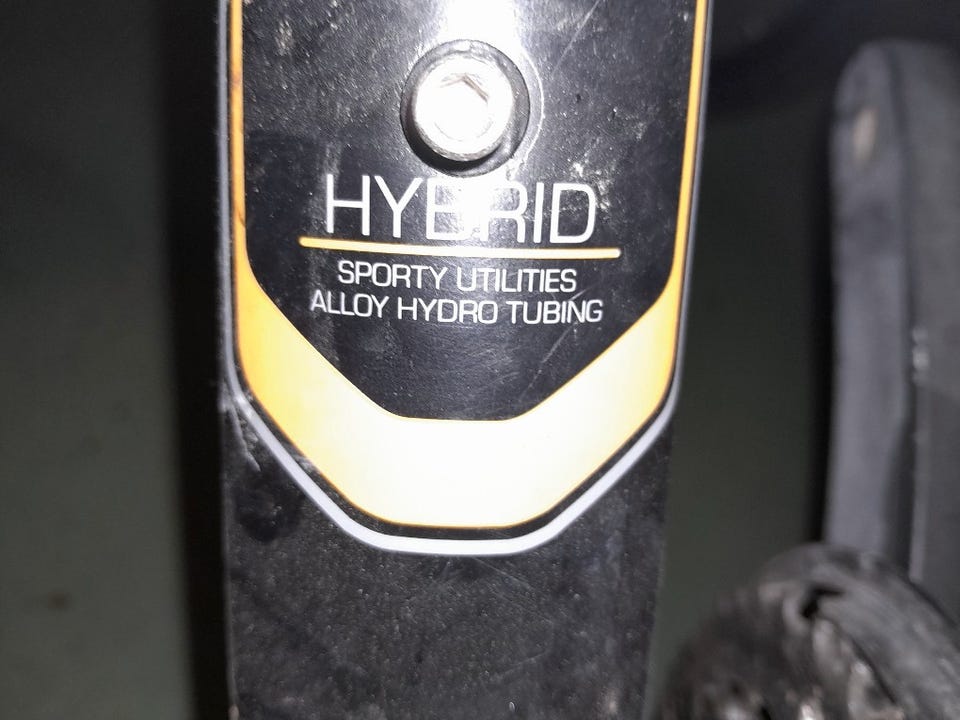 HYBRID
SPORTY UTILITIES
ALLOY HYDRO TUBING